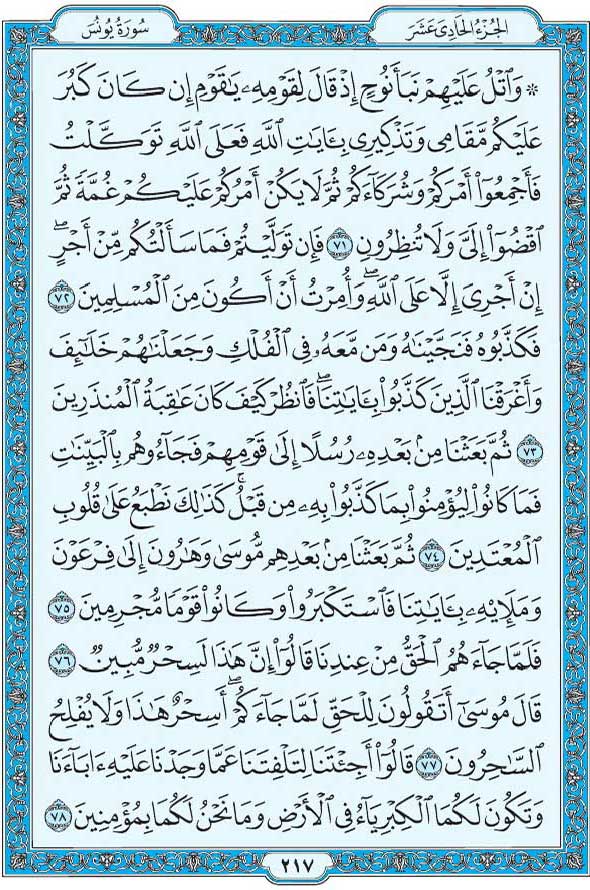 الجُزْءُ الحَادِي عَشَرَ
سُورَةُ يُونُسَ
۞ وَٱتْلُ عَلَيْهِمْ نَبَأَ نُوحٍ إِذْ قَالَ لِقَوْمِهِۦ يَٰقَوْمِ إِن كَانَ كَبُرَ
عَلَيْكُم مَّقَامِى وَتَذْكِيرِى بِـَٔايَٰتِ ٱللَّهِ فَعَلَى ٱللَّهِ تَوَكَّلْتُ
فَأَجْمِعُوٓا۟ أَمْرَكُمْ وَشُرَكَآءَكُمْ ثُمَّ لَا يَكُنْ أَمْرُكُمْ عَلَيْكُمْ غُمَّةً ثُمَّ
ٱقْضُوٓا۟ إِلَىَّ وَلَا تُنظِرُونِ ٧١ فَإِن تَوَلَّيْتُمْ فَمَا سَأَلْتُكُم مِّنْ أَجْرٍ ۖ
إِنْ أَجْرِىَ إِلَّا عَلَى ٱللَّهِ ۖ وَأُمِرْتُ أَنْ أَكُونَ مِنَ ٱلْمُسْلِمِينَ ٧٢
فَكَذَّبُوهُ فَنَجَّيْنَٰهُ وَمَن مَّعَهُۥ فِى ٱلْفُلْكِ وَجَعَلْنَٰهُمْ خَلَٰٓئِفَ
وَأَغْرَقْنَا ٱلَّذِينَ كَذَّبُوا۟ بِـَٔايَٰتِنَا ۖ فَٱنظُرْ كَيْفَ كَانَ عَٰقِبَةُ ٱلْمُنذَرِينَ
٧٣ ثُمَّ بَعَثْنَا مِنۢ بَعْدِهِۦ رُسُلًا إِلَىٰ قَوْمِهِمْ فَجَآءُوهُم بِٱلْبَيِّنَٰتِ
فَمَا كَانُوا۟ لِيُؤْمِنُوا۟ بِمَا كَذَّبُوا۟ بِهِۦ مِن قَبْلُ ۚ كَذَٰلِكَ نَطْبَعُ عَلَىٰ قُلُوبِ
ٱلْمُعْتَدِينَ ٧٤ ثُمَّ بَعَثْنَا مِنۢ بَعْدِهِم مُّوسَىٰ وَهَٰرُونَ إِلَىٰ فِرْعَوْنَ
وَمَلَإِي۟هِۦ بِـَٔايَٰتِنَا فَٱسْتَكْبَرُوا۟ وَكَانُوا۟ قَوْمًا مُّجْرِمِينَ ٧٥
فَلَمَّا جَآءَهُمُ ٱلْحَقُّ مِنْ عِندِنَا قَالُوٓا۟ إِنَّ هَٰذَا لَسِحْرٌ مُّبِينٌ ٧٦
قَالَ مُوسَىٰٓ أَتَقُولُونَ لِلْحَقِّ لَمَّا جَآءَكُمْ ۖ أَسِحْرٌ هَٰذَا وَلَا يُفْلِحُ
ٱلسَّٰحِرُونَ ٧٧ قَالُوٓا۟ أَجِئْتَنَا لِتَلْفِتَنَا عَمَّا وَجَدْنَا عَلَيْهِ ءَابَآءَنَا
وَتَكُونَ لَكُمَا ٱلْكِبْرِيَآءُ فِى ٱلْأَرْضِ وَمَا نَحْنُ لَكُمَا بِمُؤْمِنِينَ ٧٨
٢١٧